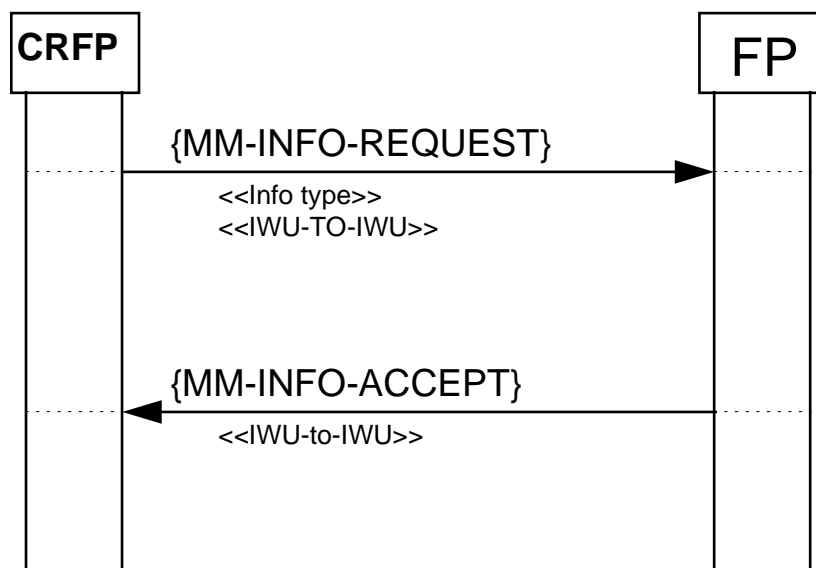 CRFP
FP
{MM-INFO-REQUEST}
<<Info type>>
<<IWU-TO-IWU>>
{MM-INFO-ACCEPT}
<<IWU-to-IWU>>